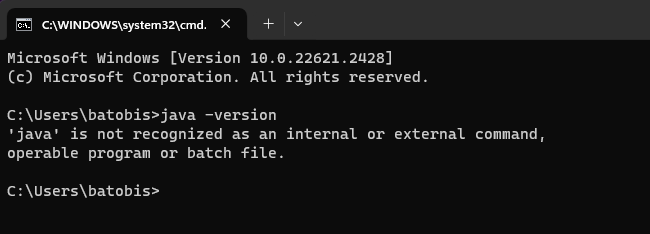 C:\WINDOWS\system32\cmd.
Microsoft Windows [Version 10.0.22621.2428]
(c) Microsoft Corporation. All rights reserved.
C:\Users\batobis>java -version
'java' is not recognized as an internal or external command,
operable program or batch file.
C:\Users\batobis>